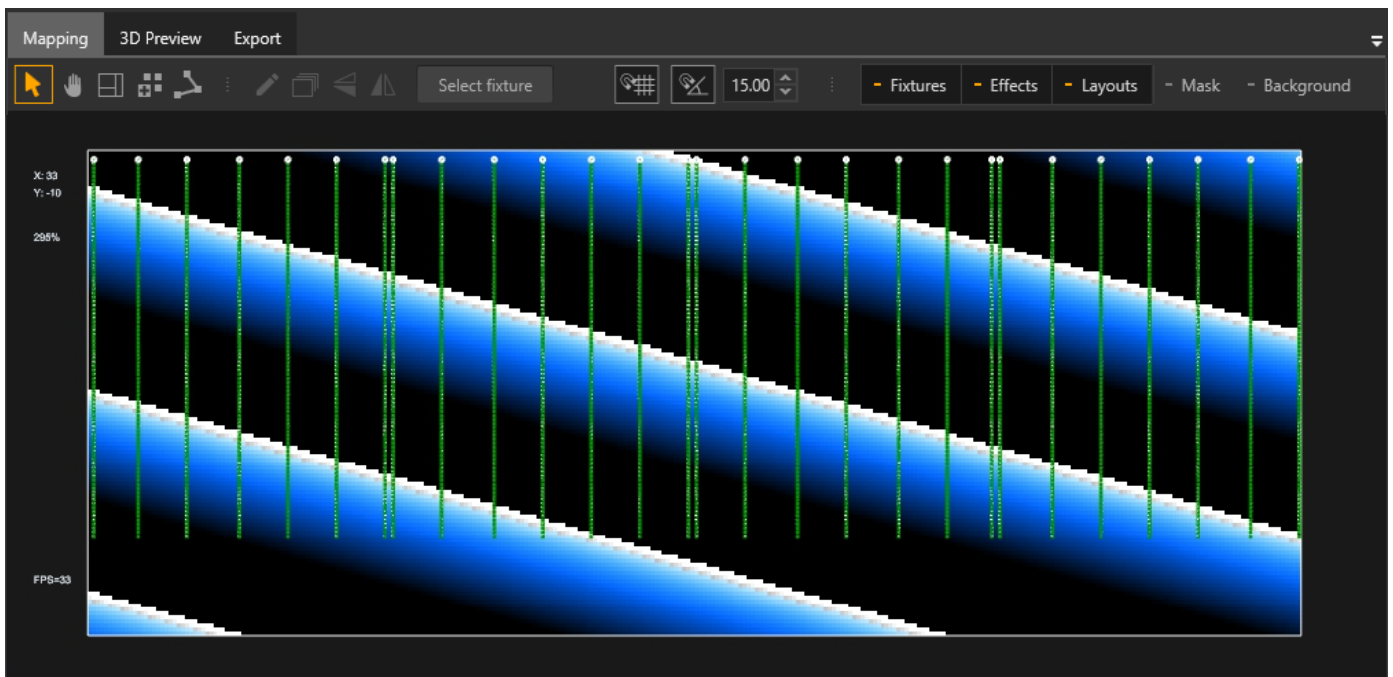 Mapping 3D Preview Export
Select fixture 15.00 - Fixtures - Effects - Layouts - Mask - Background
X: 33
Y: -10
295%
FPS=33